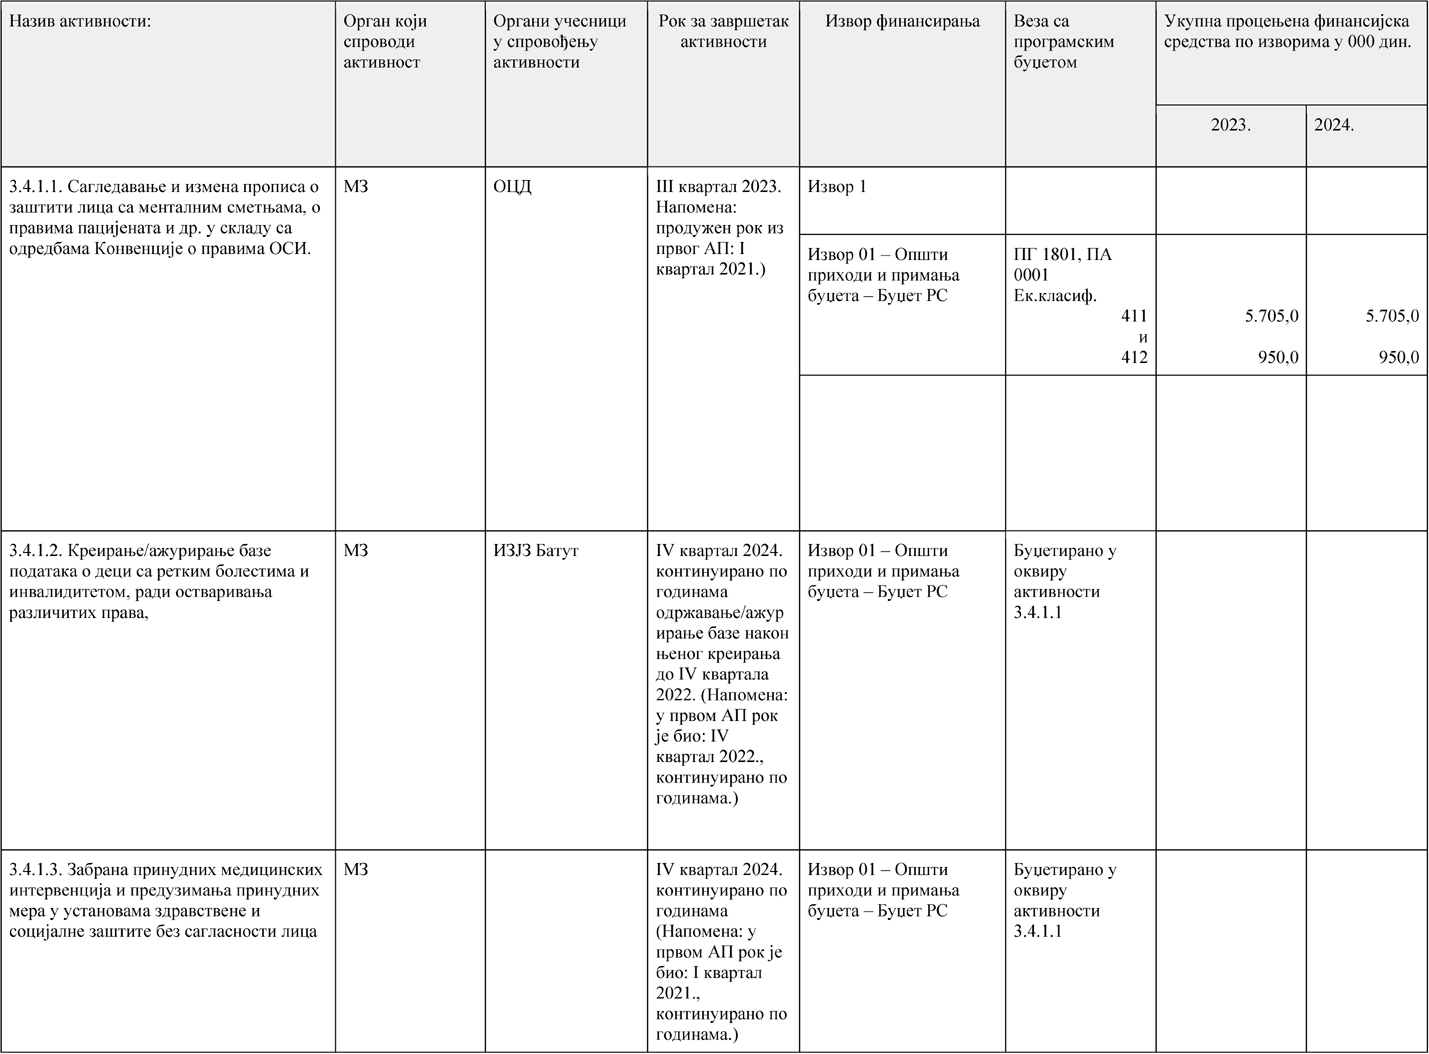 Назив активности:
Орган који
спроводи
активност
Органи учесници
у спровођењу
активности
Рок за завршетак
активности
Извор финансирања
Веза са
програмским
буџетом
Укупна процењена финансијска
средства по изворима у 000 дин.
2023.
2024.
3.4.1.1. Сагледавање и измена прописа о
заштити лица са менталним сметњама, о
правима пацијената и др. у складу са
одредбама Конвенције о правима ОСИ.
МЗ
ОЦД
III квартал 2023.
Напомена:
продужен рок из
првог АП: I
квартал 2021.)
Извор 1
Извор 01 – Општи
приходи и примања
буџета – Буџет РС
ПГ 1801, ПА
0001
Ек.класиф.
411
и
412
5.705,0
950,0
5.705,0
950,0
3.4.1.2. Креирање/ажурирање базе
података о деци са ретким болестима и
инвалидитетом, ради остваривања
различитих права,
МЗ
ИЗЈЗ Батут
IV квартал 2024.
континуирано по
годинама
одржавање/ажур
ирање базе након
њеног креирања
до IV квартала
2022. (Напомена:
у првом АП рок
је био: IV
квартал 2022.,
континуирано по
годинама.)
Извор 01 – Општи
приходи и примања
буџета – Буџет РС
Буџетирано у
оквиру
активности
3.4.1.1
3.4.1.3. Забрана принудних медицинских
интервенција и предузимања принудних
мера у установама здравствене и
социјалне заштите без сагласности лица
МЗ
IV квартал 2024.
континуирано по
годинама
(Напомена: у
првом АП рок је
био: I квартал
2021.,
континуирано по
годинама.)
Извор 01 – Општи
приходи и примања
буџета – Буџет РС
Буџетирано у
оквиру
активности
3.4.1.1